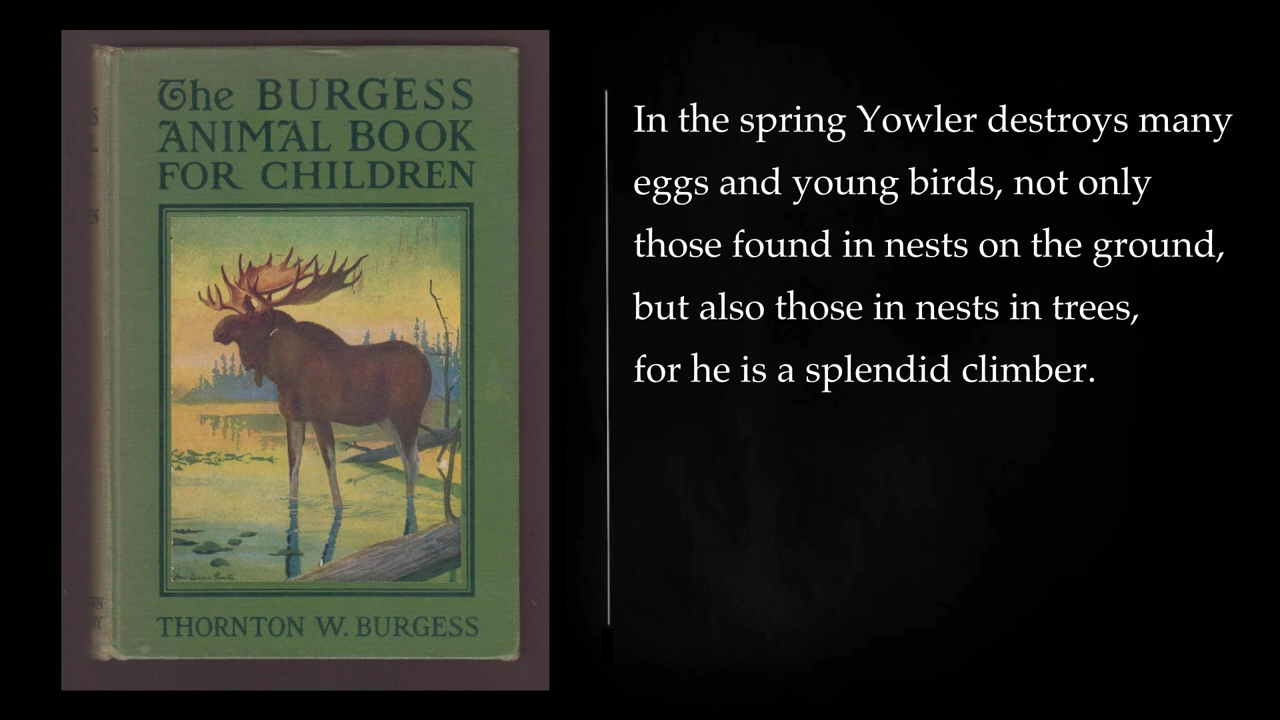 The BURGESS
ANIMAL BOOK
FOR CHILDREN
THORNTON W. BURGESS
In the spring Yowler destroys many
eggs and young birds, not only
those found in nests on the ground,
but also those in nests in trees,
for he is a splendid climber.